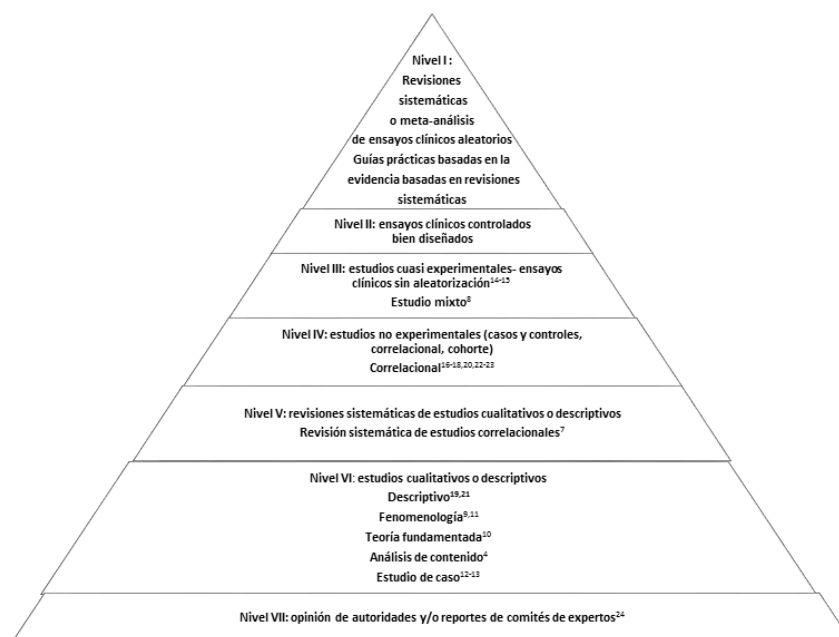 Nivel I :
Revisiones
sistemáticas
o meta-análisis
de ensayos clínicos aleatorios
Guías prácticas basadas en la
evidencia basadas en revisiones
sistemáticas
Nivel II: ensayos clínicos controlados
bien diseñados
Nivel III: estudios cuasi experimentales- ensayos
clínicos sin aleatorización¹⁴⁻¹⁵
Estudio mixto⁸
Nivel IV: estudios no experimentales (casos y controles,
correlacional, cohorte)
Correlacional¹⁶⁻¹⁸,²⁰,²²⁻²³
Nivel V: revisiones sistemáticas de estudios cualitativos o descriptivos
Revisión sistemática de estudios correlacionales⁷
Nivel VI: estudios cualitativos o descriptivos
Descriptivo¹⁹,²¹
Fenomenología⁹,¹¹
Teoría fundamentada¹⁰
Análisis de contenido⁴
Estudio de caso¹²⁻¹³
Nivel VII: opinión de autoridades y/o reportes de comités de expertos²⁴